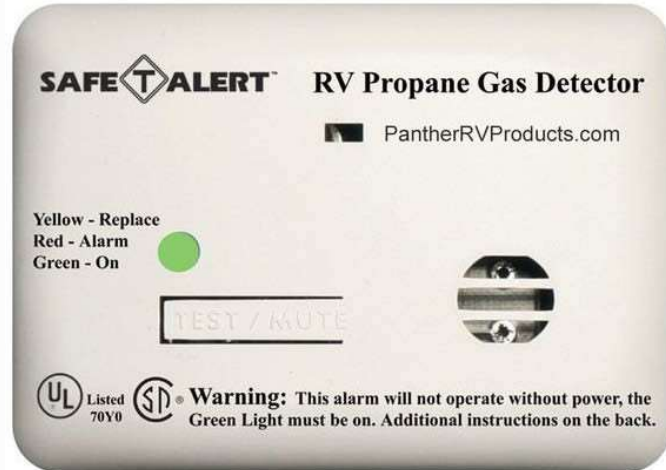 SAFE T ALERT™ RV Propane Gas Detector
PantherRVProducts.com
Yellow - Replace
Red - Alarm
Green - On
TEST / MUTE
UL Listed SP ® Warning: This alarm will not operate without power, the
70Y0 Green Light must be on. Additional instructions on the back.